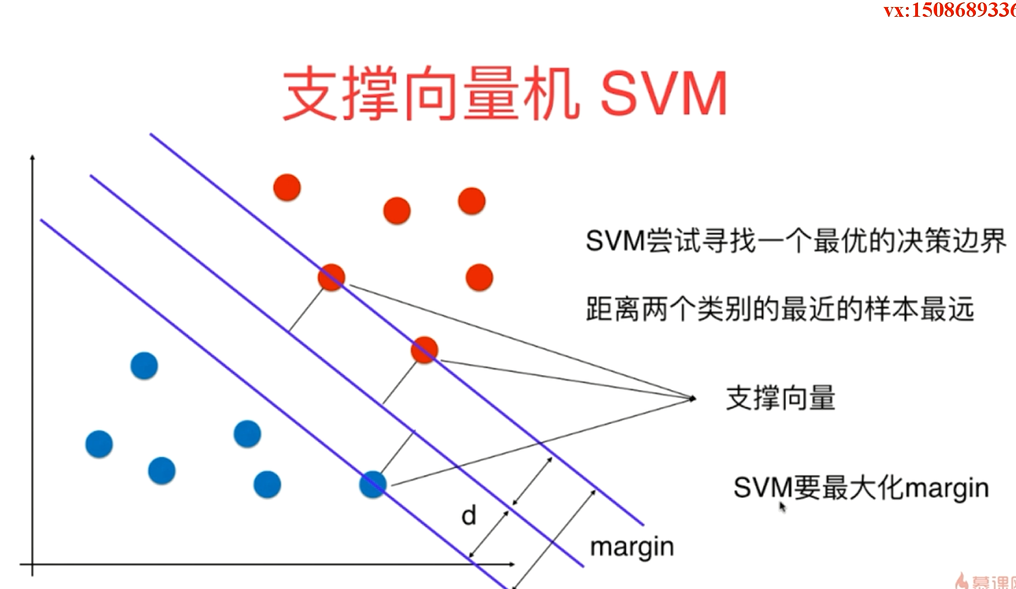 vx:1508689336
支撑向量机 SVM
SVM尝试寻找一个最优的决策边界
距离两个类别的最近的样本最远
支撑向量
SVM要最大化margin
d
margin
慕课网